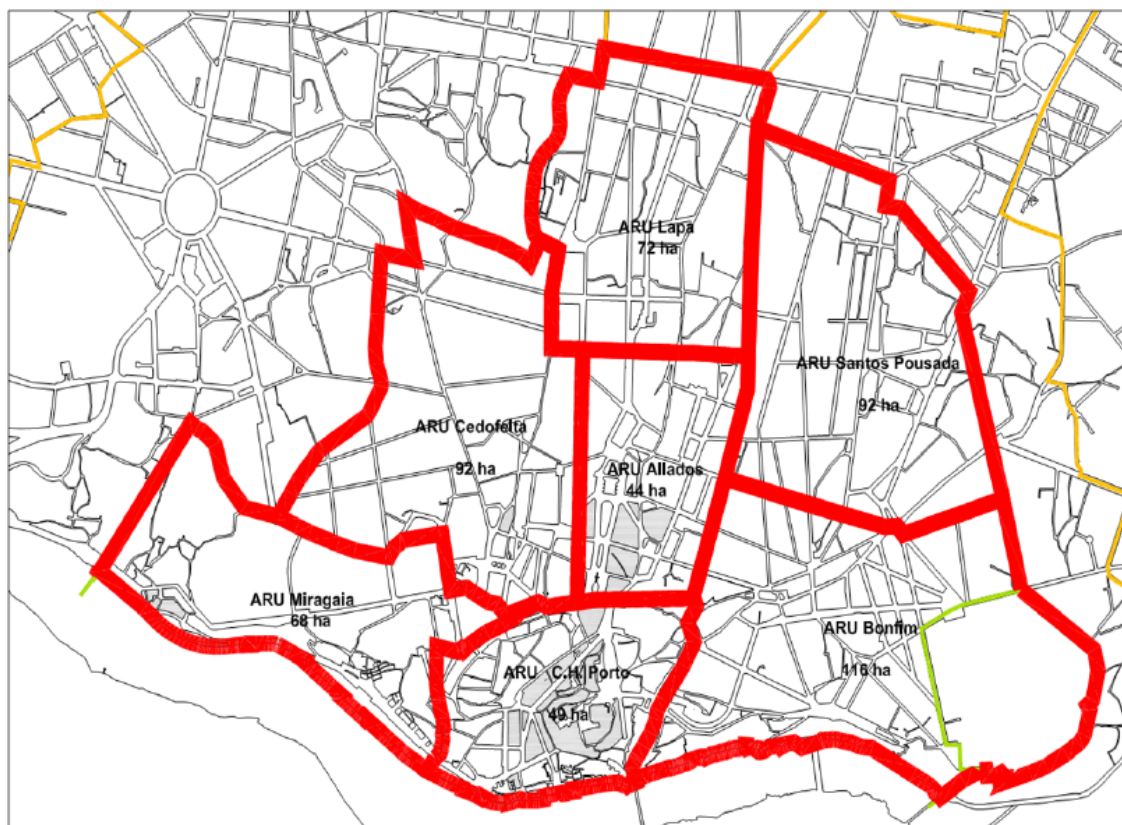 ARU Lapa
72 ha
ARU Santos Pousada
92 ha
ARU Cedofeita
92 ha
ARU Aliados
44 ha
ARU Miragaia
68 ha
ARU Bonfim
116 ha
ARU C.H. Porto
49 ha